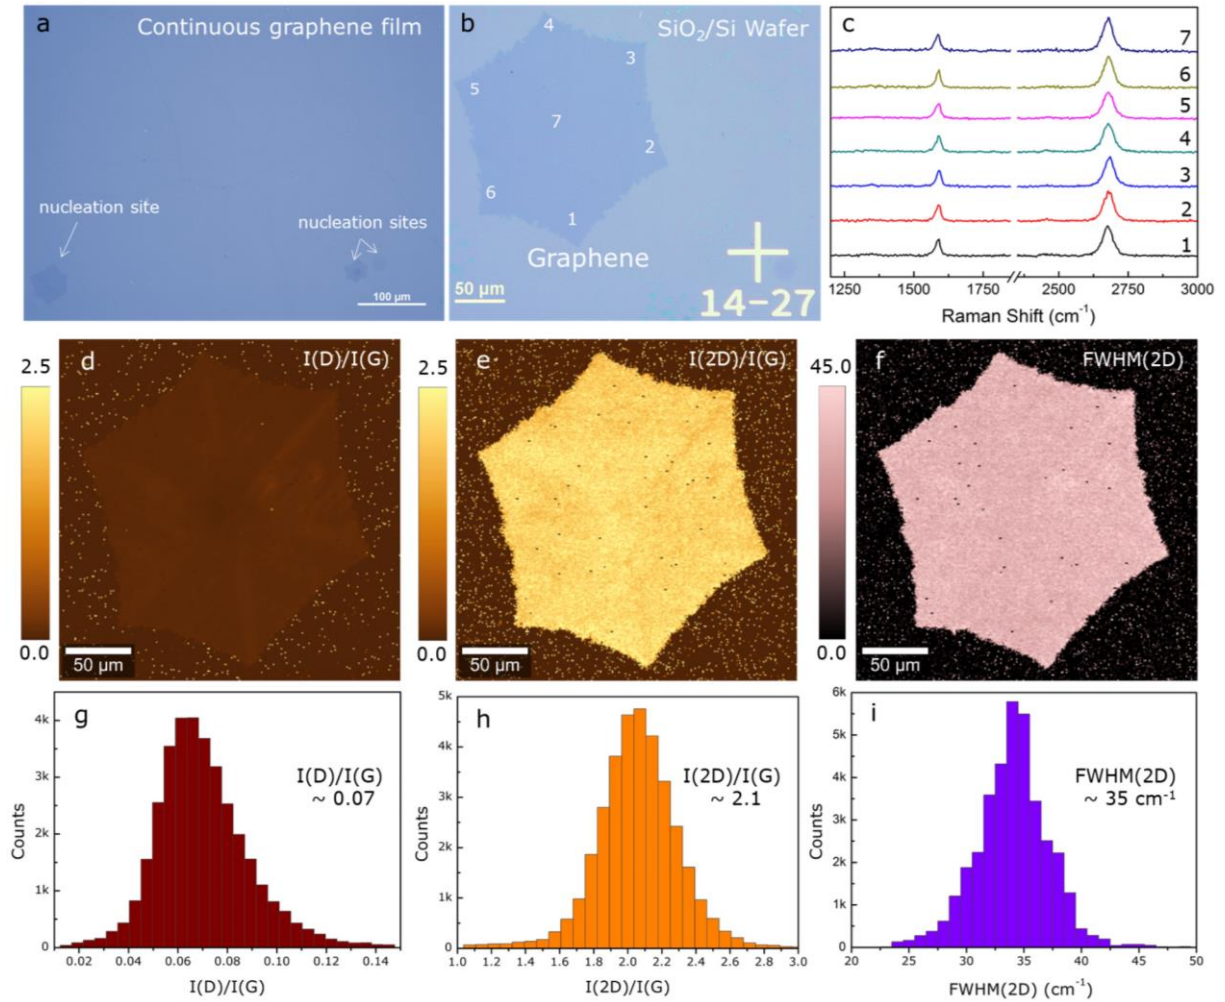 a
Continuous graphene film
nucleation site
nucleation sites
100 µm
b
SiO₂/Si Wafer
4
3
5
7
2
6
1
Graphene
50 µm
14-27
c
7
6
5
4
3
2
1
1250 1500 1750 2500 2750 3000
Raman Shift (cm⁻¹)
2.5
d
I(D)/I(G)
0.0
50 µm
2.5
e
I(2D)/I(G)
0.0
50 µm
45.0
f
FWHM(2D)
0.0
50 µm
g
I(D)/I(G)
~ 0.07
Counts
4k
3k
2k
1k
0
0.02 0.04 0.06 0.08 0.10 0.12 0.14
I(D)/I(G)
h
I(2D)/I(G)
~ 2.1
Counts
5k
4k
3k
2k
1k
0
1.0 1.2 1.4 1.6 1.8 2.0 2.2 2.4 2.6 2.8 3.0
I(2D)/I(G)
i
FWHM(2D)
~ 35 cm⁻¹
Counts
6k
5k
4k
3k
2k
1k
0
20 25 30 35 40 45 50
FWHM(2D) (cm⁻¹)